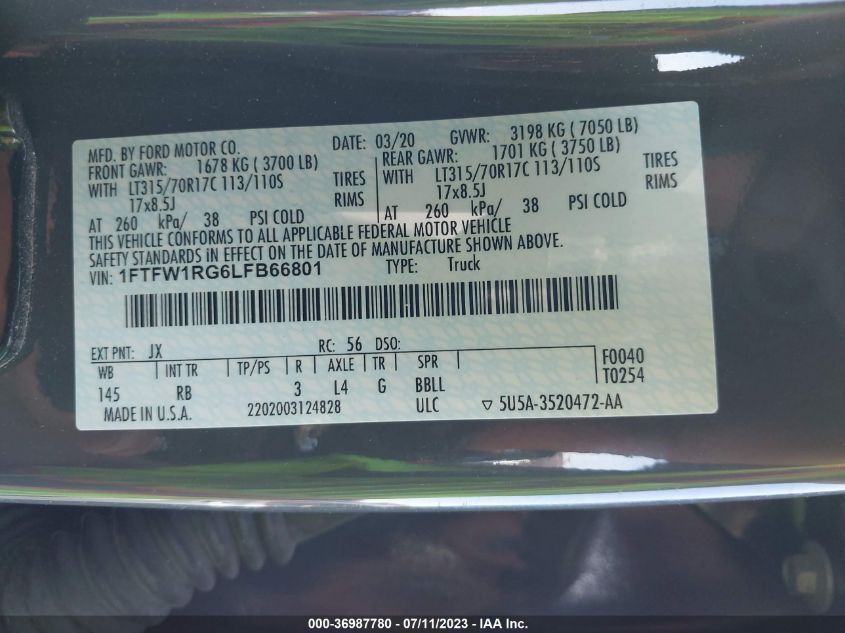 MFD. BY FORD MOTOR CO. DATE: 03/20 GVWR: 3198 KG ( 7050 LB)
FRONT GAWR: 1678 KG ( 3700 LB) REAR GAWR: 1701 KG ( 3750 LB)
WITH LT315/70R17C 113/110S TIRES WITH LT315/70R17C 113/110S TIRES
17x8.5J RIMS 17x8.5J RIMS
AT 260 kPa/ 38 PSI COLD AT 260 kPa/ 38 PSI COLD
THIS VEHICLE CONFORMS TO ALL APPLICABLE FEDERAL MOTOR VEHICLE
SAFETY STANDARDS IN EFFECT ON THE DATE OF MANUFACTURE SHOWN ABOVE.
VIN: 1FTFW1RG6LFB66801 TYPE: Truck
EXT PNT: JX RC: 56 DSO:
WB INT TR TP/PS R AXLE TR SPR F0040
145 RB 3 L4 G BBLL T0254
MADE IN U.S.A. 2202003124828 ULC ▽ 5U5A-3520472-AA
000-36987780 - 07/11/2023 - IAA Inc.